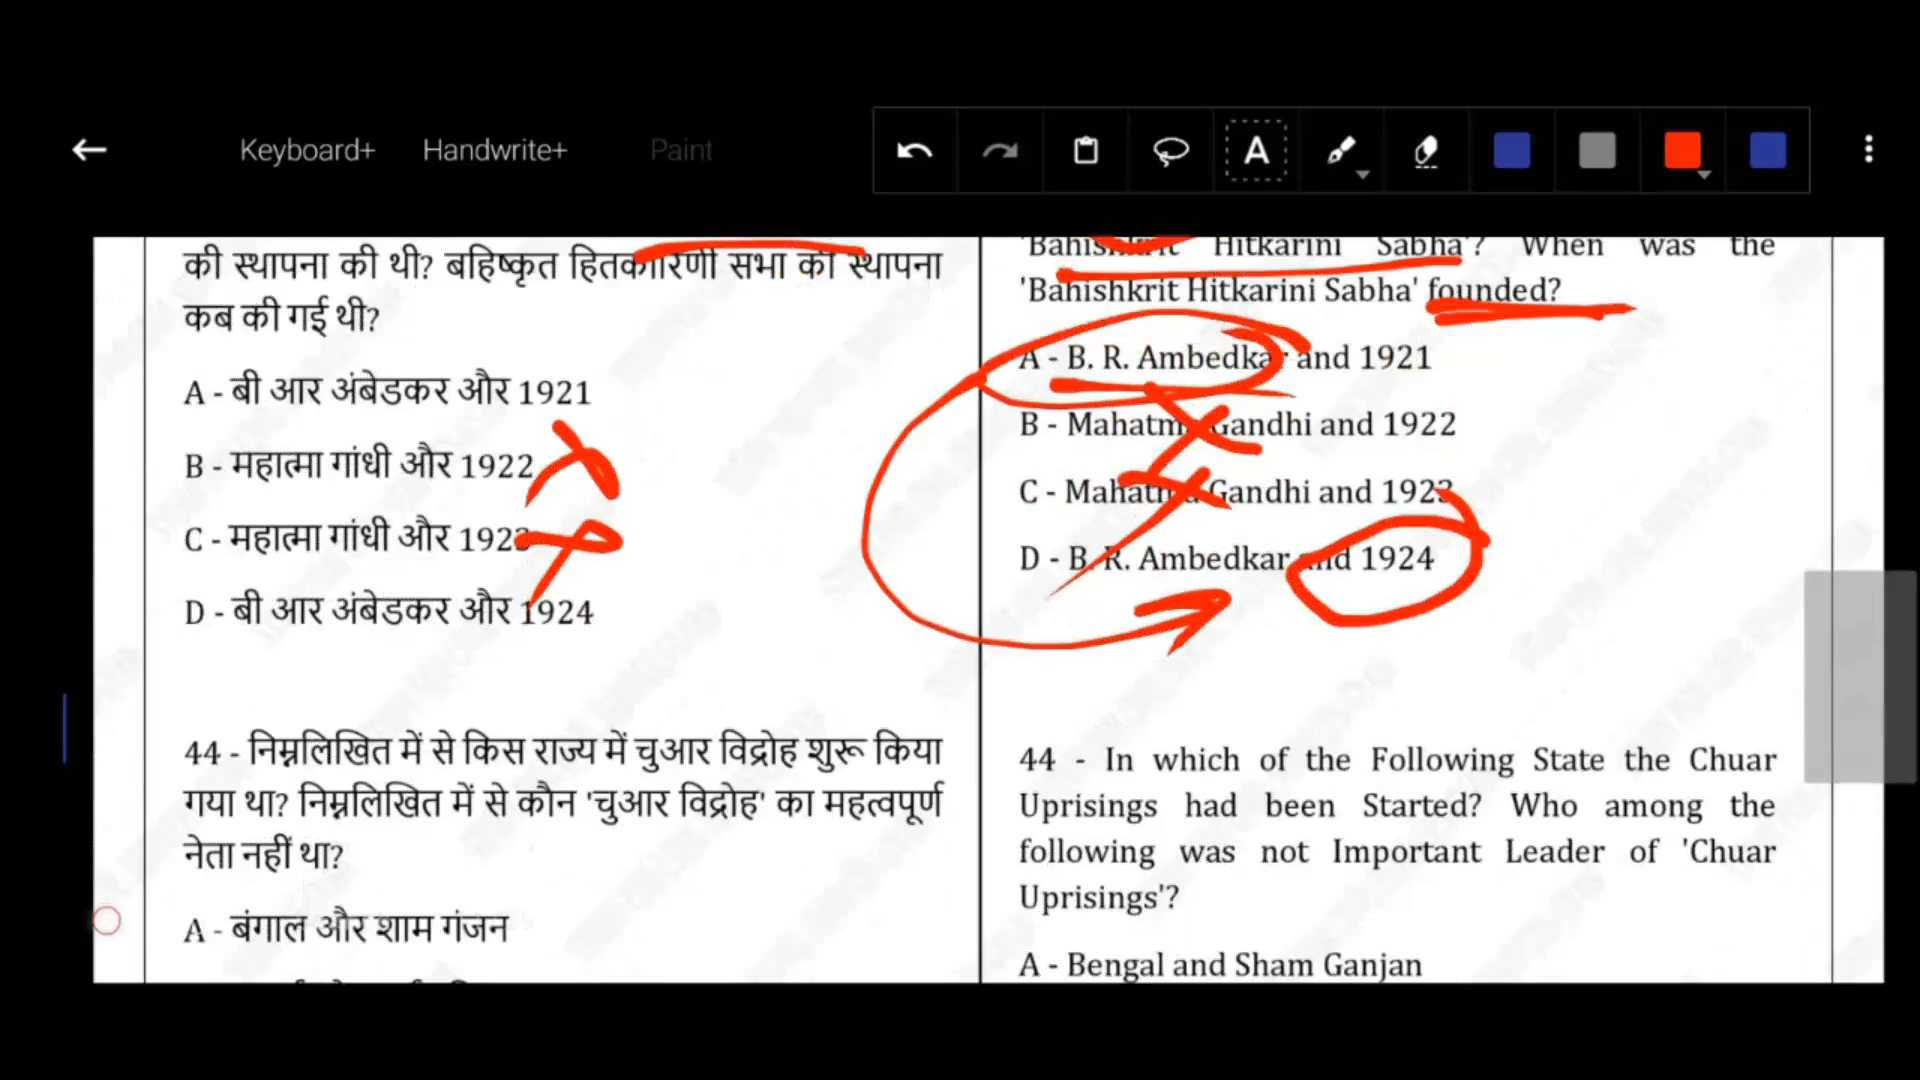 Keyboard+ Handwrite+ Paint
A
की स्थापना की थी? बहिष्कृत हितकारिणी सभा की स्थापना
कब की गई थी?
A - बी आर अंबेडकर और 1921
B - महात्मा गांधी और 1922
C - महात्मा गांधी और 1923
D - बी आर अंबेडकर और 1924
44 - निम्नलिखित में से किस राज्य में चुआर विद्रोह शुरू किया
गया था? निम्नलिखित में से कौन 'चुआर विद्रोह' का महत्वपूर्ण
नेता नहीं था?
A - बंगाल और शाम गंजन
'Bahishkrit Hitkarini Sabha'? When was the
'Bahishkrit Hitkarini Sabha' founded?
A - B. R. Ambedkar and 1921
B - Mahatma Gandhi and 1922
C - Mahatma Gandhi and 1923
D - B. R. Ambedkar and 1924
44 - In which of the Following State the Chuar
Uprisings had been Started? Who among the
following was not Important Leader of 'Chuar
Uprisings'?
A - Bengal and Sham Ganjan